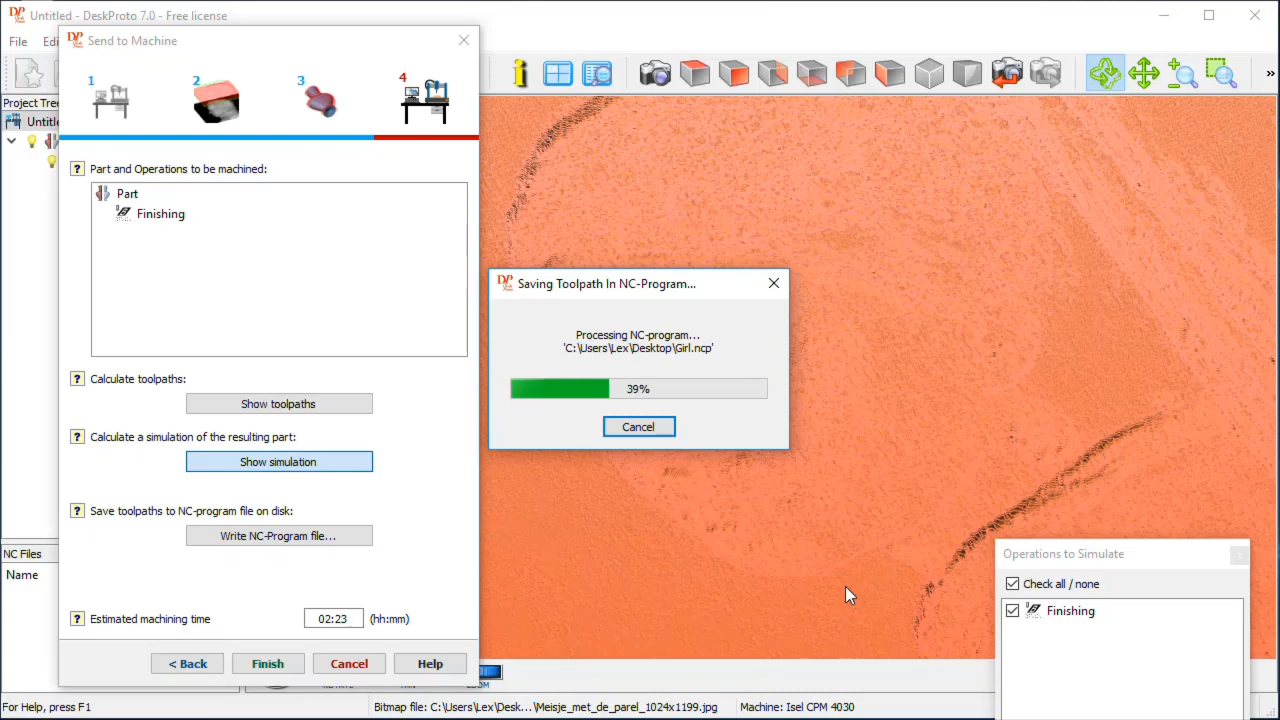 Untitled - DeskProto 7.0 - Free license
File
Edi
Send to Machine
1
2
3
4
Project Tree
Untitle
? Part and Operations to be machined:
Part
Finishing
? Calculate toolpaths:
Show toolpaths
? Calculate a simulation of the resulting part:
Show simulation
? Save toolpaths to NC-program file on disk:
Write NC-Program file...
? Estimated machining time 02:23 (hh:mm)
< Back Finish Cancel Help
NC Files
Name
Saving Toolpath In NC-Program...
Processing NC-program...
'C:\Users\Lex\Desktop\Girl.ncp'
39%
Cancel
Operations to Simulate
Check all / none
Finishing
For Help, press F1
Bitmap file: C:\Users\Lex\Desk...\Meisje_met_de_parel_1024x1199.jpg
Machine: Isel CPM 4030